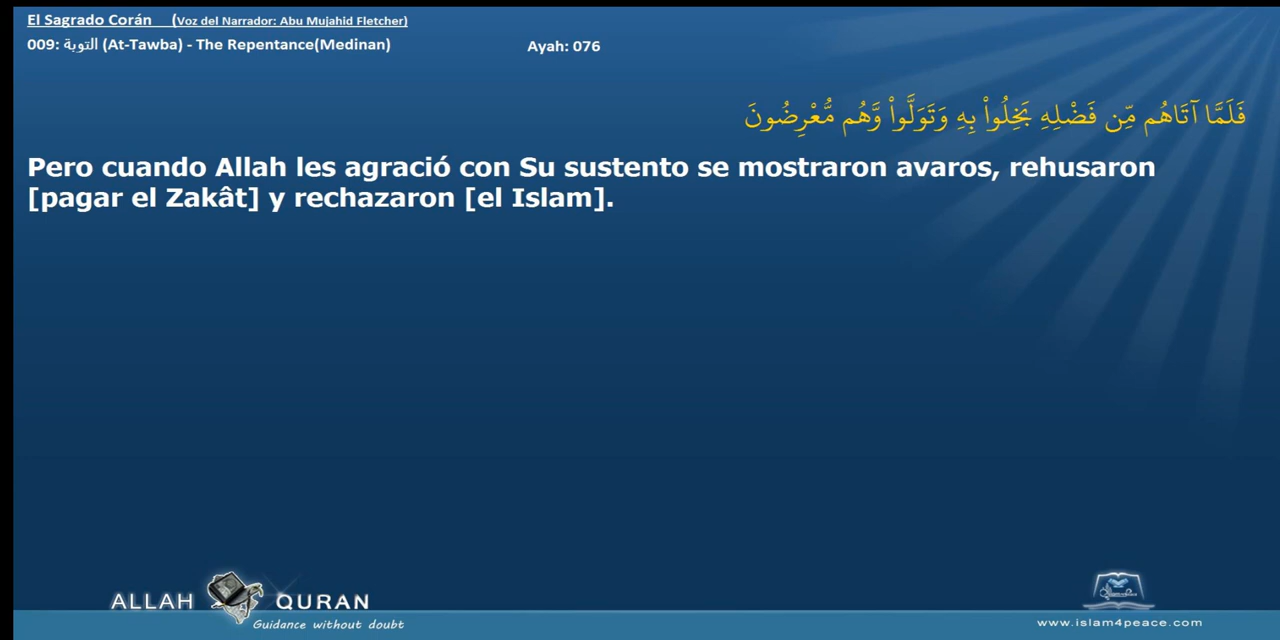 El Sagrado Corán (Voz del Narrador: Abu Mujahid Fletcher)
009: التوبة (At-Tawba) - The Repentance(Medinan) Ayah: 076
فَلَمَّا آتَاهُم مِّن فَضْلِهِ بَخِلُواْ بِهِ وَتَوَلَّواْ وَّهُم مُّعْرِضُونَ
Pero cuando Allah les agració con Su sustento se mostraron avaros, rehusaron
[pagar el Zakât] y rechazaron [el Islam].
ALLAH QURAN
Guidance without doubt
www.islam4peace.com